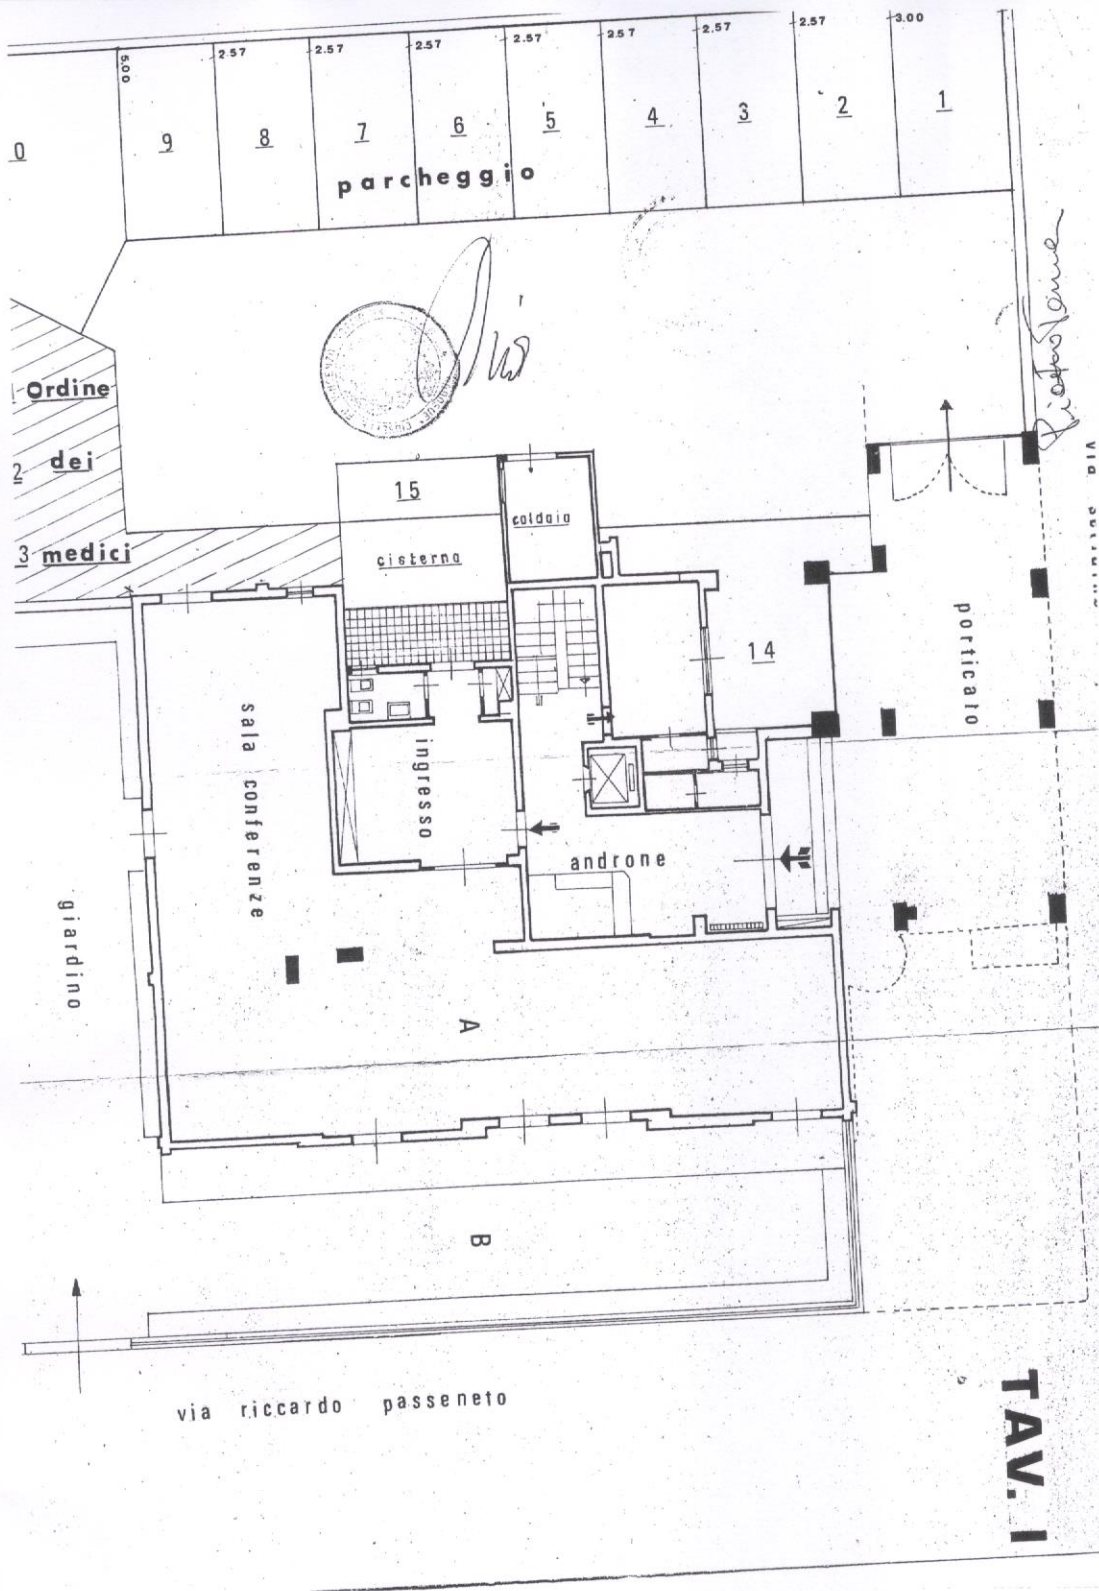 5.00
2.57
2.57
2.57
2.57
2.57
2.57
2.57
3.00
0
9
8
7
6
5
4
3
2
1
parcheggio
1 Ordine
2 dei
3 medici
15
caldaia
cisterna
14
porticato
sala conferenze
ingresso
androne
giardino
A
B
via riccardo passeneto
TAV. I